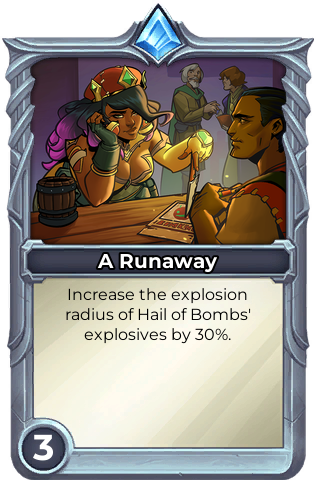 A Runaway
Increase the explosion
radius of Hail of Bombs'
explosives by 30%.
3